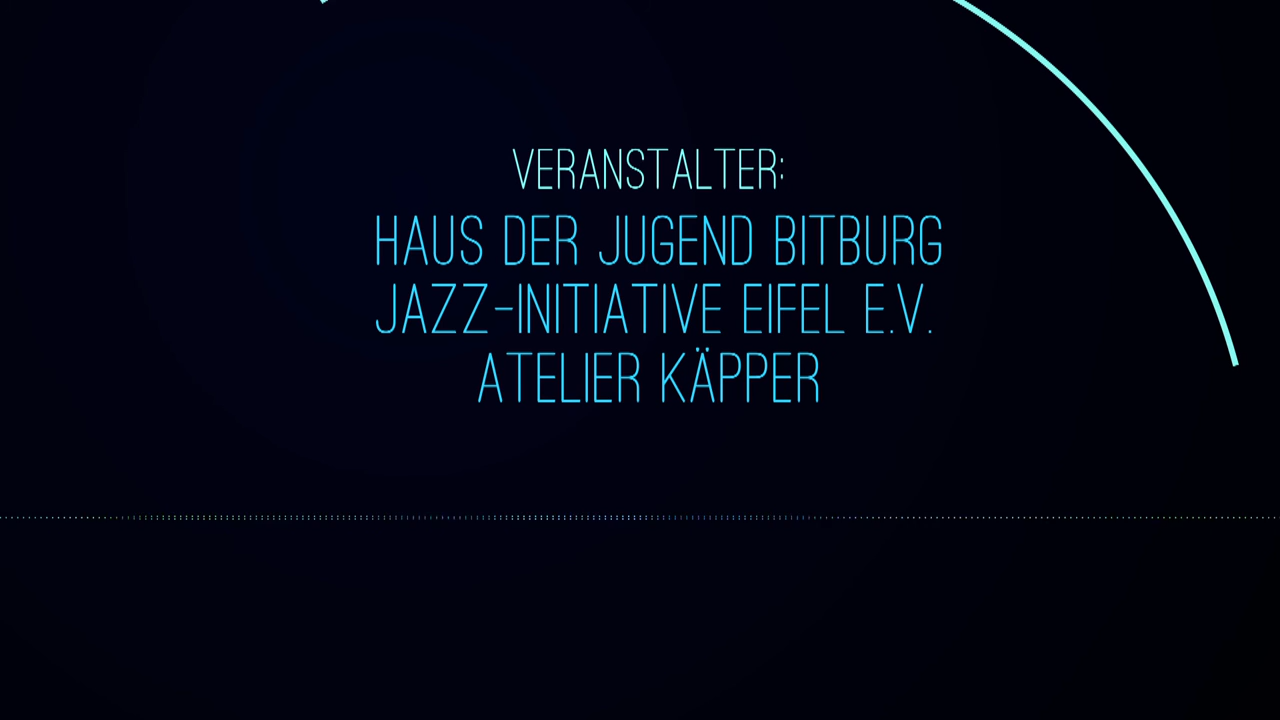 VERANSTALTER:
HAUS DER JUGEND BITBURG
JAZZ-INITIATIVE EIFEL E.V.
ATELIER KÄPPER